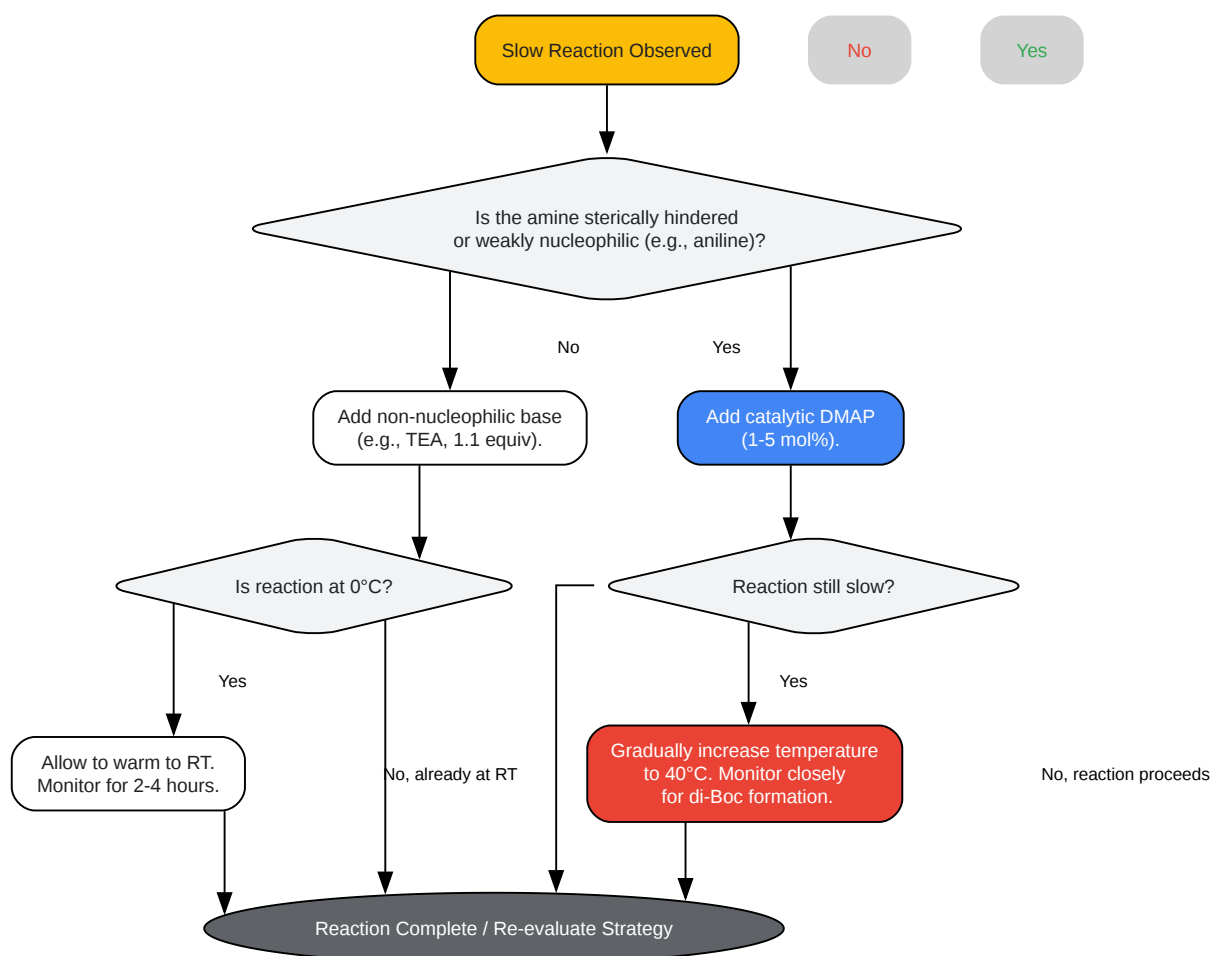 Slow Reaction Observed
No
Yes
Is the amine sterically hindered
or weakly nucleophilic (e.g., aniline)?
No
Yes
Add non-nucleophilic base
(e.g., TEA, 1.1 equiv).
Add catalytic DMAP
(1-5 mol%).
Is reaction at 0°C?
Reaction still slow?
Yes
Yes
Allow to warm to RT.
Monitor for 2-4 hours.
No, already at RT
Gradually increase temperature
to 40°C. Monitor closely
for di-Boc formation.
No, reaction proceeds
Reaction Complete / Re-evaluate Strategy